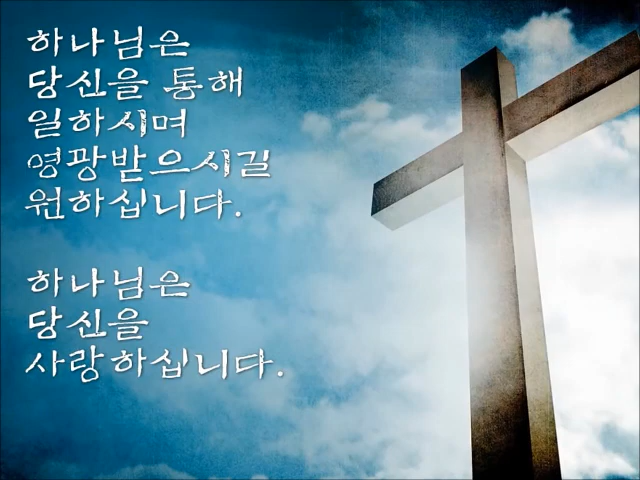 하나님은
당신을 통해
일하시며
영광받으시길
원하십니다.
하나님은
당신을
사랑하십니다.